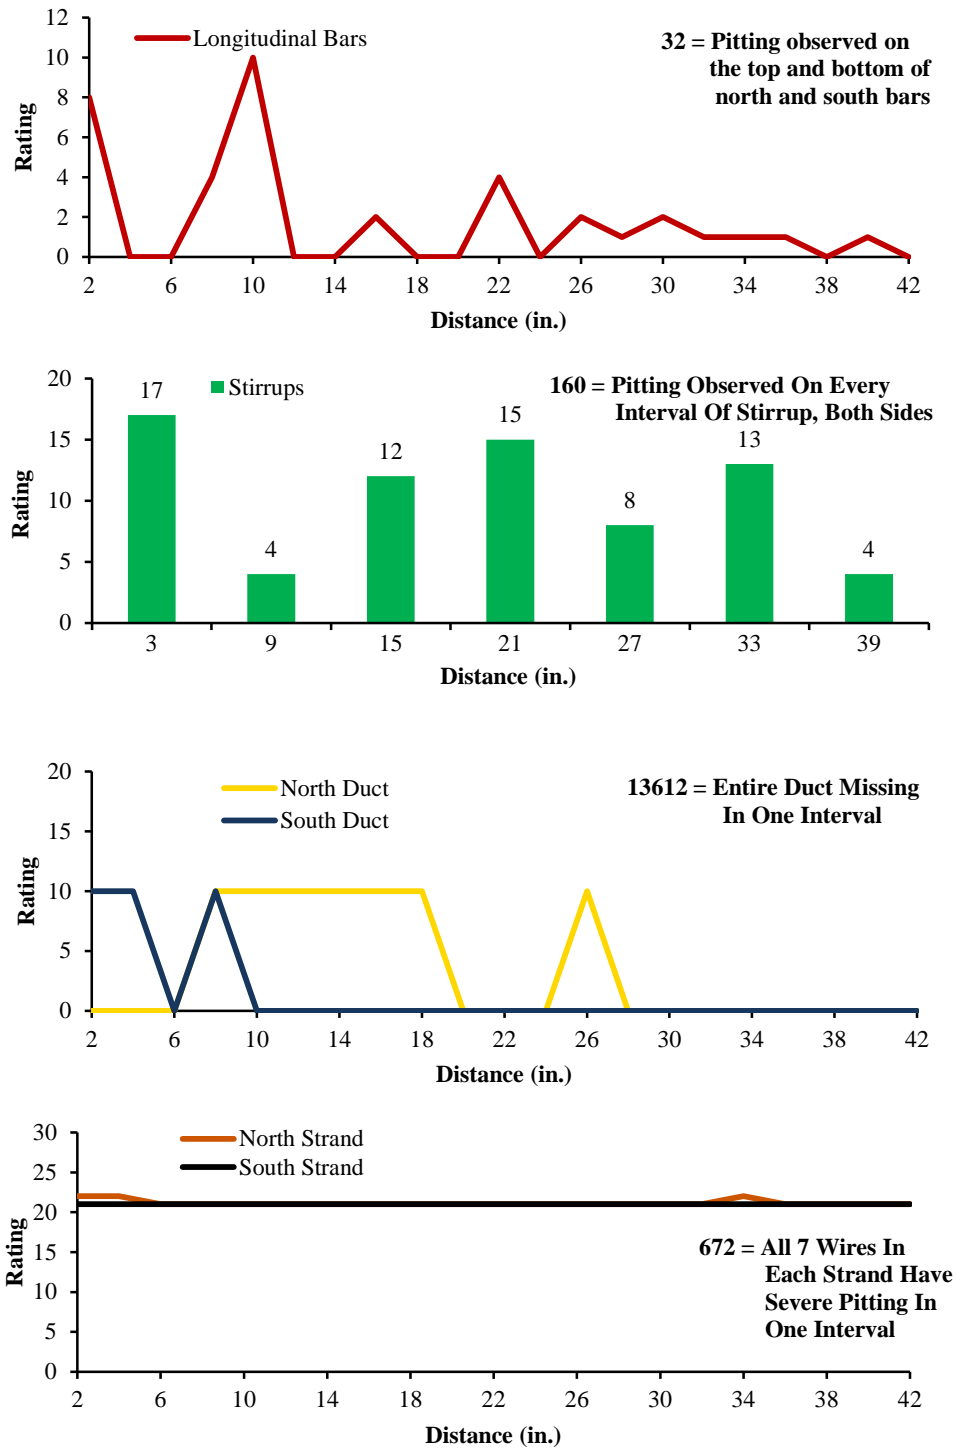 12
10
8
6
4
2
0
Rating
Longitudinal Bars
32 = Pitting observed on
the top and bottom of
north and south bars
2 6 10 14 18 22 26 30 34 38 42
Distance (in.)
20
15
10
5
0
Rating
Stirrups
160 = Pitting Observed On Every
Interval Of Stirrup, Both Sides
17 4 12 15 8 13 4
3 9 15 21 27 33 39
Distance (in.)
20
15
10
5
0
Rating
North Duct
South Duct
13612 = Entire Duct Missing
In One Interval
2 6 10 14 18 22 26 30 34 38 42
Distance (in.)
30
25
20
15
10
5
0
Rating
North Strand
South Strand
672 = All 7 Wires In
Each Strand Have
Severe Pitting In
One Interval
2 6 10 14 18 22 26 30 34 38 42
Distance (in.)